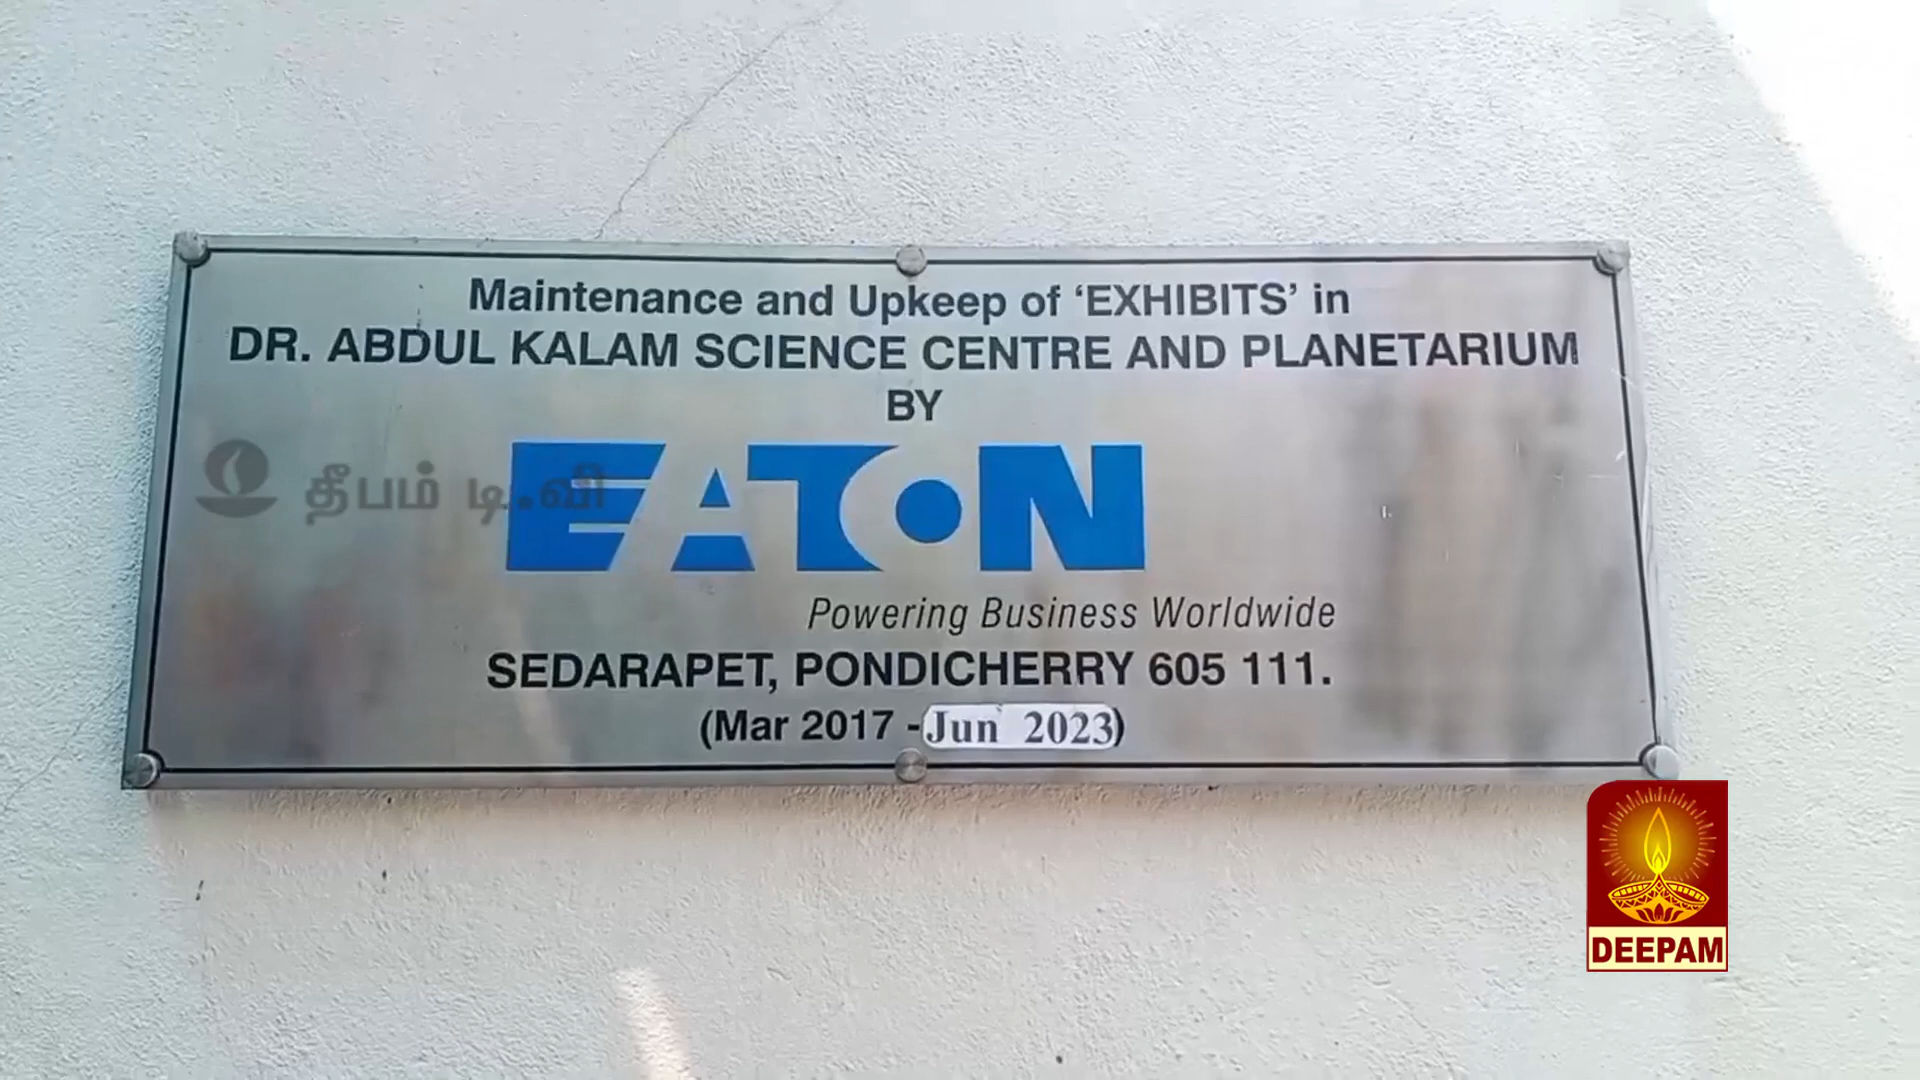 Maintenance and Upkeep of ‘EXHIBITS’ in
DR. ABDUL KALAM SCIENCE CENTRE AND PLANETARIUM
BY
EATON
தீபம் டி.வி
Powering Business Worldwide
SEDARAPET, PONDICHERRY 605 111.
(Mar 2017 - Jun 2023)
DEEPAM